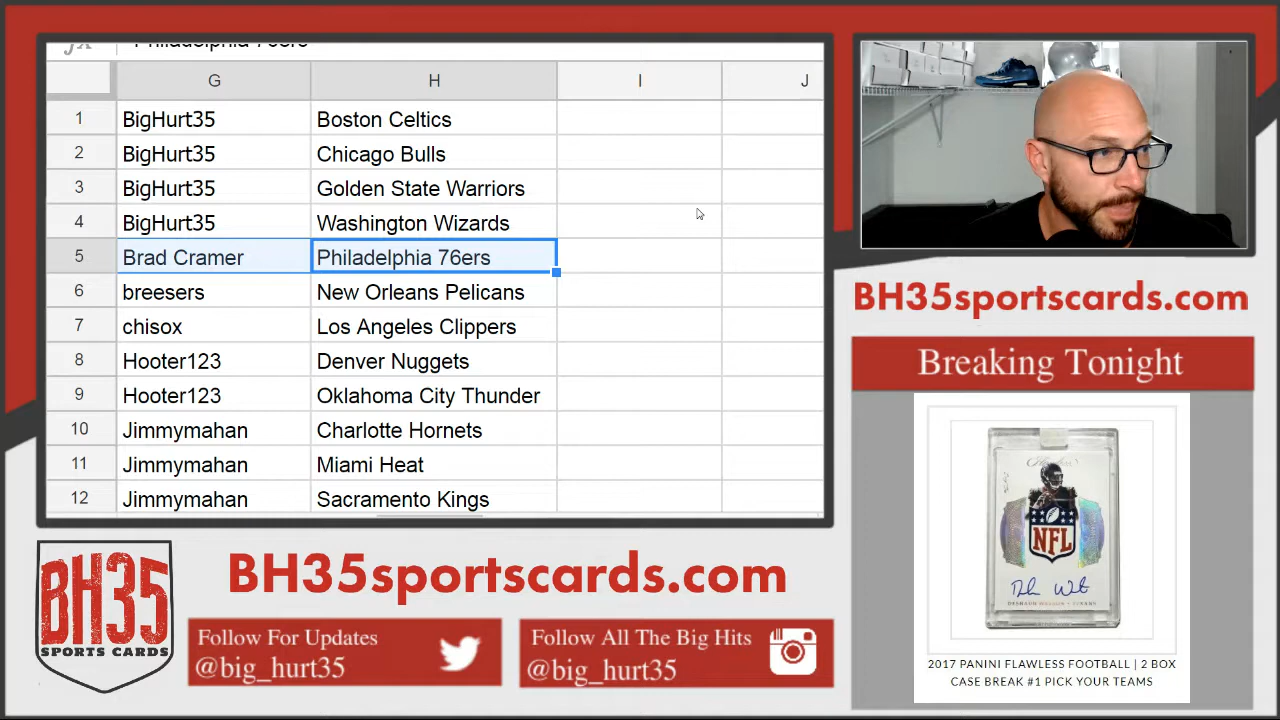 Philadelphia 76ers
G H I J
1 BigHurt35 Boston Celtics
2 BigHurt35 Chicago Bulls
3 BigHurt35 Golden State Warriors
4 BigHurt35 Washington Wizards
5 Brad Cramer Philadelphia 76ers
6 breesers New Orleans Pelicans
7 chisox Los Angeles Clippers
8 Hooter123 Denver Nuggets
9 Hooter123 Oklahoma City Thunder
10 Jimmymahan Charlotte Hornets
11 Jimmymahan Miami Heat
12 Jimmymahan Sacramento Kings
BH35sportscards.com
Breaking Tonight
Flawless
NFL
DESHAUN WATSON • TEXANS
2017 PANINI FLAWLESS FOOTBALL | 2 BOX
CASE BREAK #1 PICK YOUR TEAMS
BH35
SPORTS CARDS
BH35sportscards.com
Follow For Updates
@big_hurt35
Follow All The Big Hits
@big_hurt35